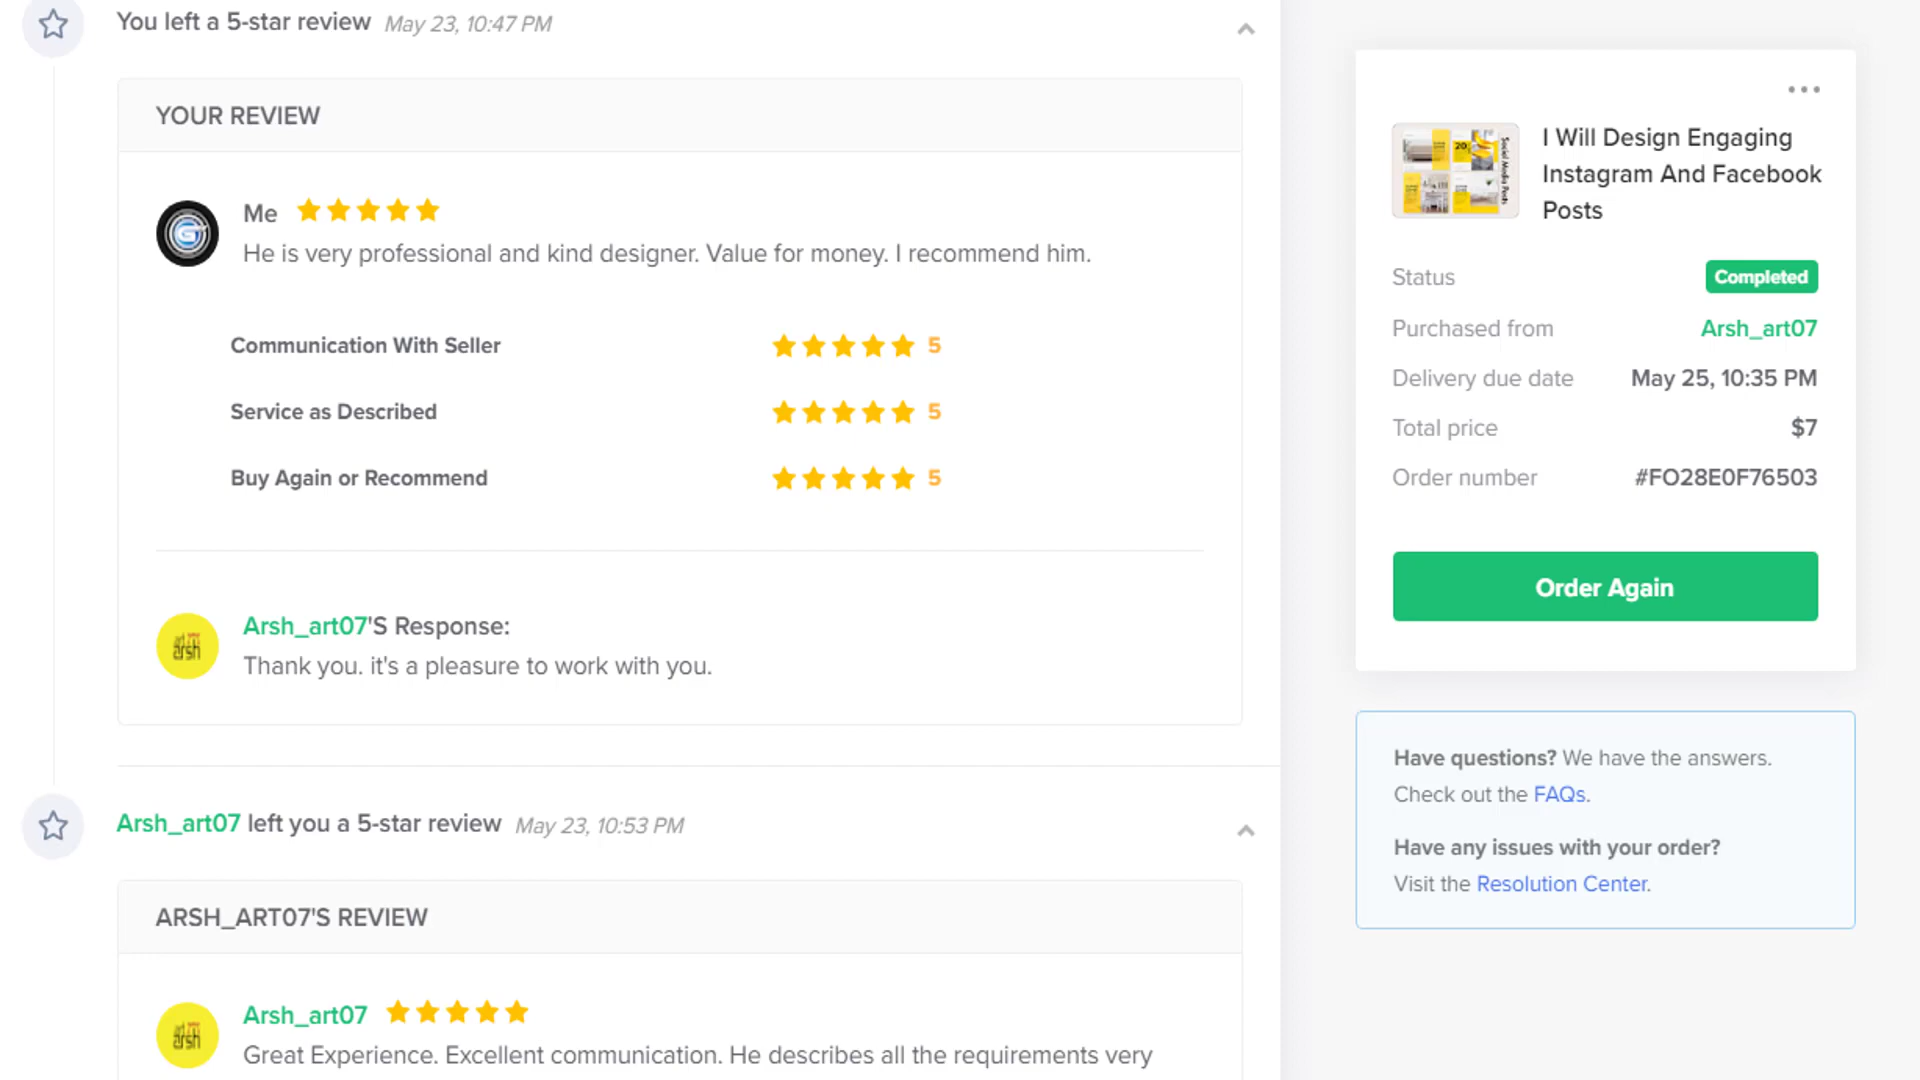 You left a 5-star review May 23, 10:47 PM
YOUR REVIEW
Me
He is very professional and kind designer. Value for money. I recommend him.
Communication With Seller 5
Service as Described 5
Buy Again or Recommend 5
Arsh_art07'S Response:
Thank you. it's a pleasure to work with you.
Arsh_art07 left you a 5-star review May 23, 10:53 PM
ARSH_ART07'S REVIEW
Arsh_art07
Great Experience. Excellent communication. He describes all the requirements very
I Will Design Engaging
Instagram And Facebook
Posts
Social Media Posts
Status Completed
Purchased from Arsh_art07
Delivery due date May 25, 10:35 PM
Total price $7
Order number #FO28E0F76503
Order Again
Have questions? We have the answers.
Check out the FAQs.
Have any issues with your order?
Visit the Resolution Center.